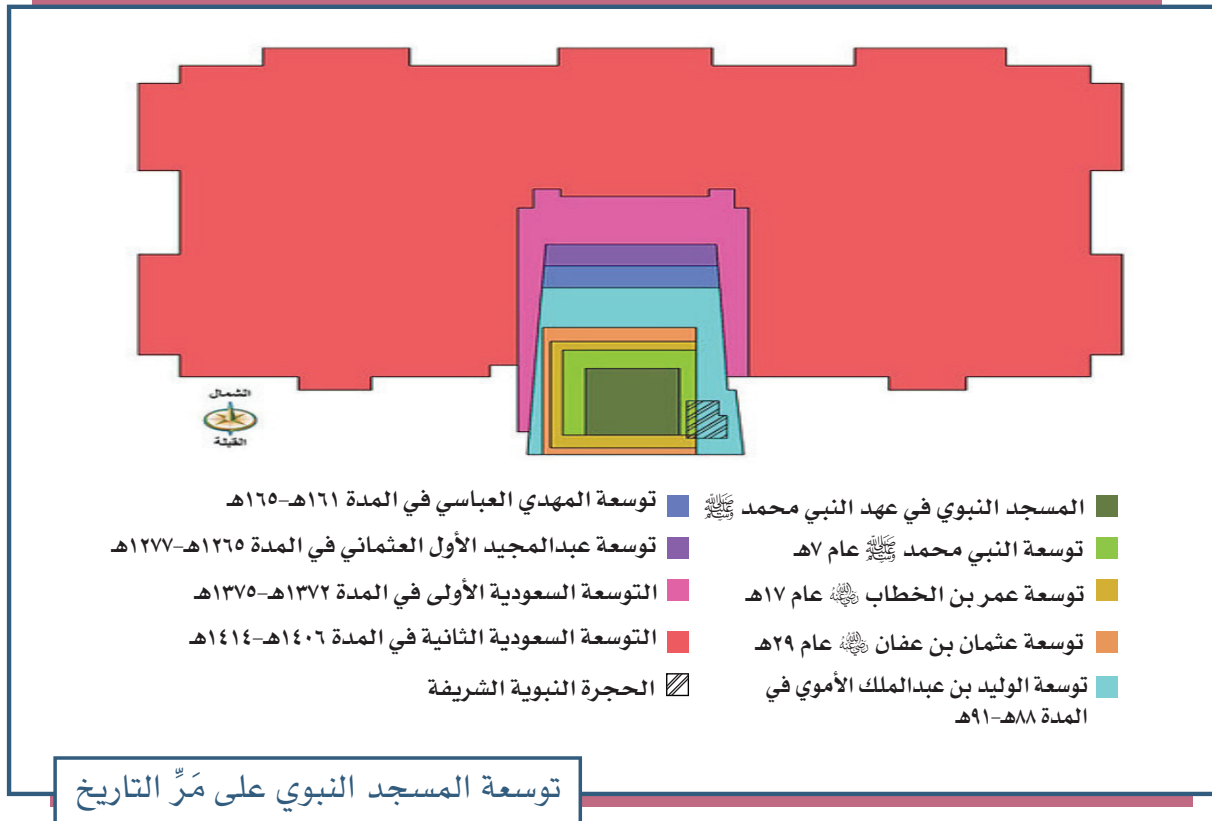 الشمال
القبلة
المسجد النبوي في عهد النبي محمد ﷺ
توسعة النبي محمد ﷺ عام ٧هـ
توسعة عمر بن الخطاب رضي الله عنه عام ١٧هـ
توسعة عثمان بن عفان رضي الله عنه عام ٢٩هـ
توسعة الوليد بن عبدالملك الأموي في
المدة ٨٨هـ-٩١هـ
توسعة المهدي العباسي في المدة ١٦١هـ-١٦٥هـ
توسعة عبدالمجيد الأول العثماني في المدة ١٢٦٥هـ-١٢٧٧هـ
التوسعة السعودية الأولى في المدة ١٣٧٢هـ-١٣٧٥هـ
التوسعة السعودية الثانية في المدة ١٤٠٦هـ-١٤١٤هـ
الحجرة النبوية الشريفة
توسعة المسجد النبوي على مَرِّ التاريخ